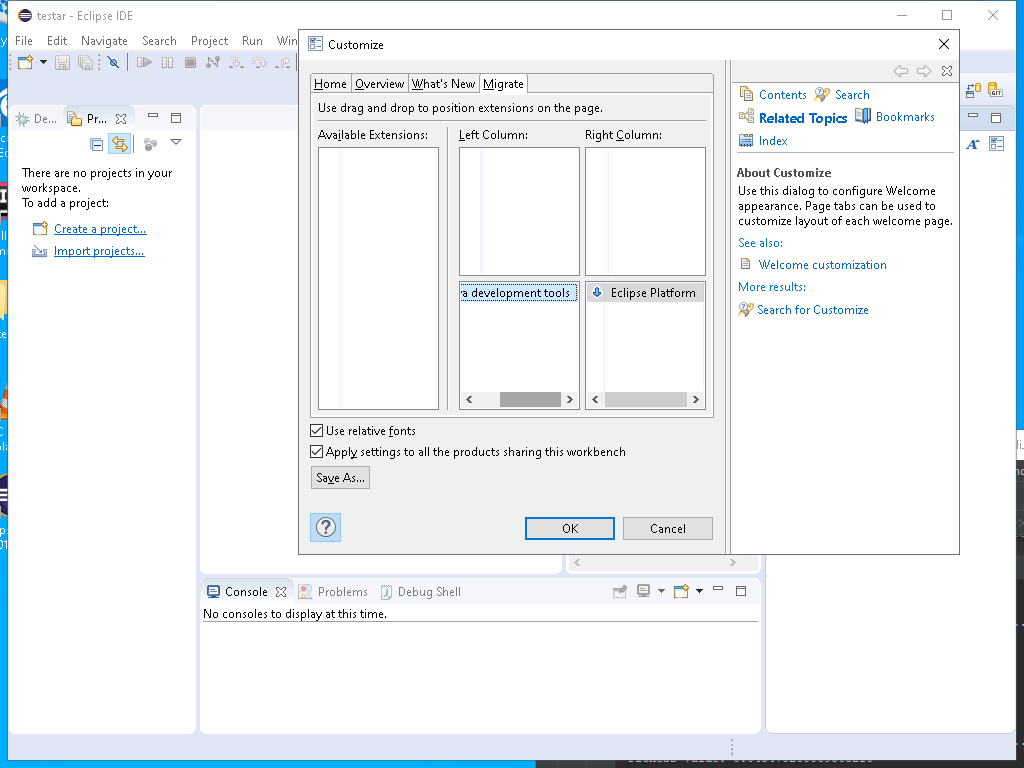 testar - Eclipse IDE
File Edit Navigate Search Project Run Win
Customize
Home Overview What's New Migrate
Use drag and drop to position extensions on the page.
Available Extensions: Left Column: Right Column:
a development tools
Eclipse Platform
Use relative fonts
Apply settings to all the products sharing this workbench
Save As...
OK Cancel
Contents Search
Related Topics Bookmarks
Index
About Customize
Use this dialog to configure Welcome
appearance. Page tabs can be used to
customize layout of each welcome page.
See also:
Welcome customization
More results:
Search for Customize
De... Pr...
There are no projects in your
workspace.
To add a project:
Create a project...
Import projects...
GIT
Console Problems Debug Shell
No consoles to display at this time.